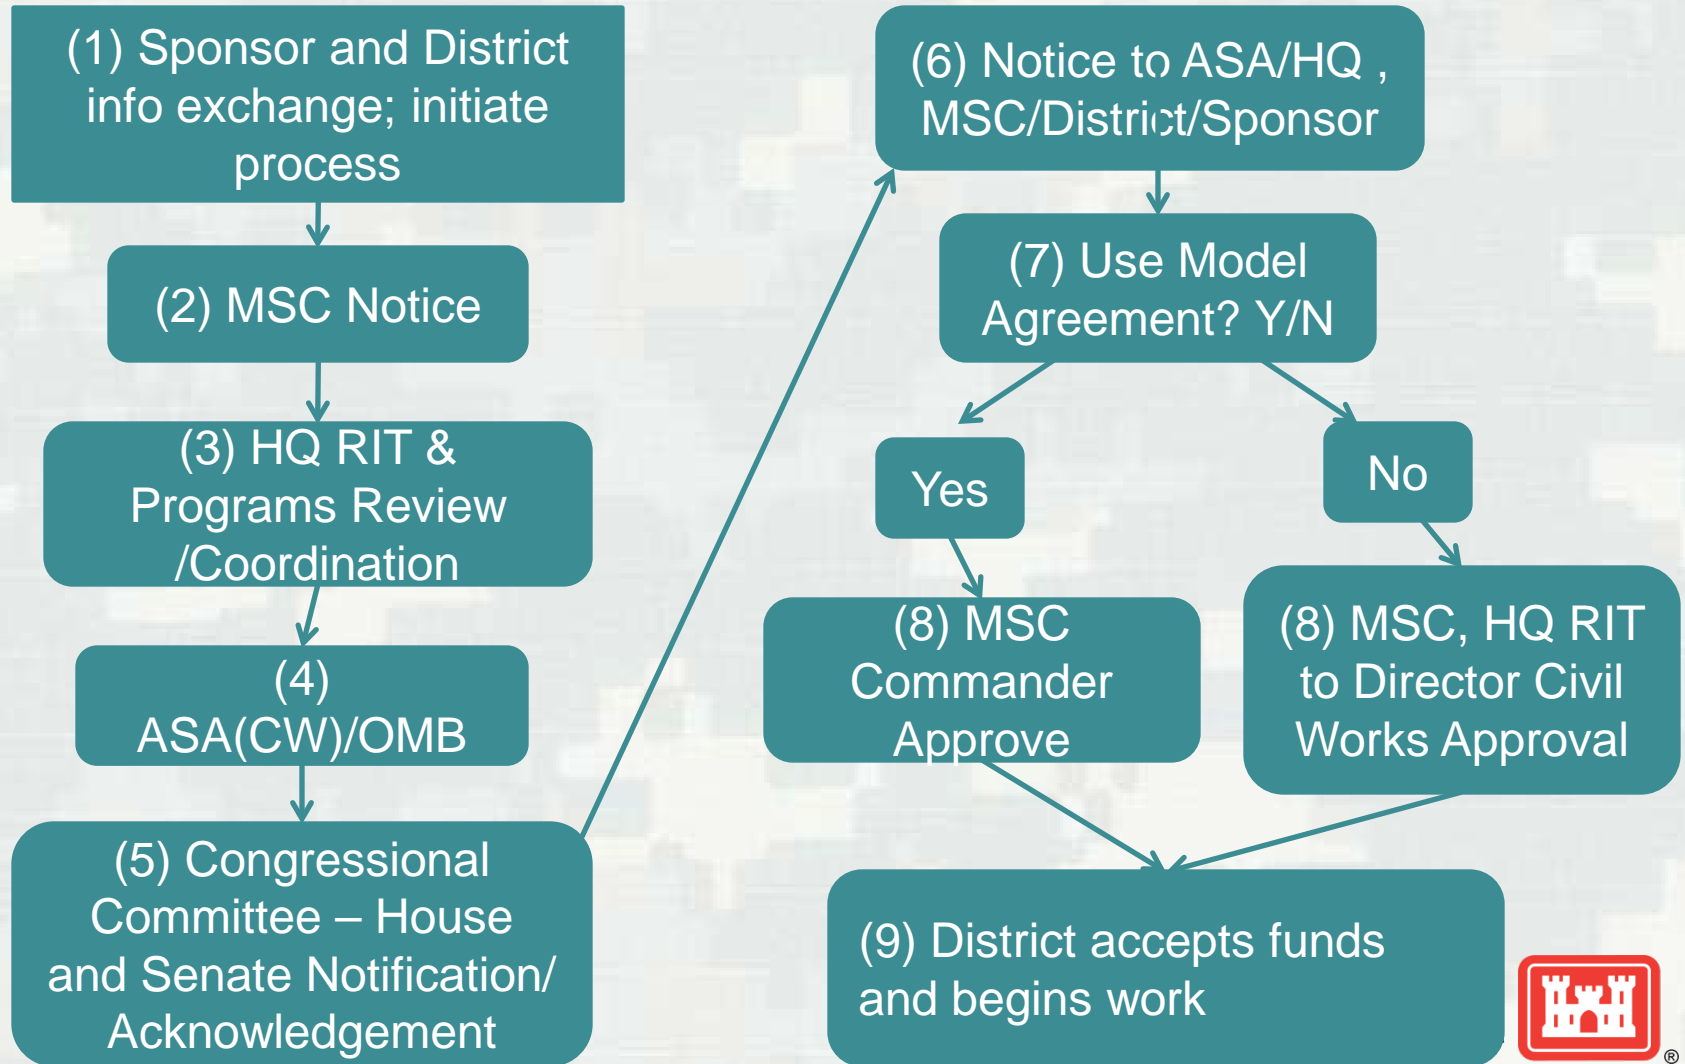 (1) Sponsor and District
info exchange; initiate
process
(2) MSC Notice
(3) HQ RIT &
Programs Review
/Coordination
(4)
ASA(CW)/OMB
(5) Congressional
Committee – House
and Senate Notification/
Acknowledgement
(6) Notice to ASA/HQ ,
MSC/District/Sponsor
(7) Use Model
Agreement? Y/N
Yes
No
(8) MSC
Commander
Approve
(8) MSC, HQ RIT
to Director Civil
Works Approval
(9) District accepts funds
and begins work
®